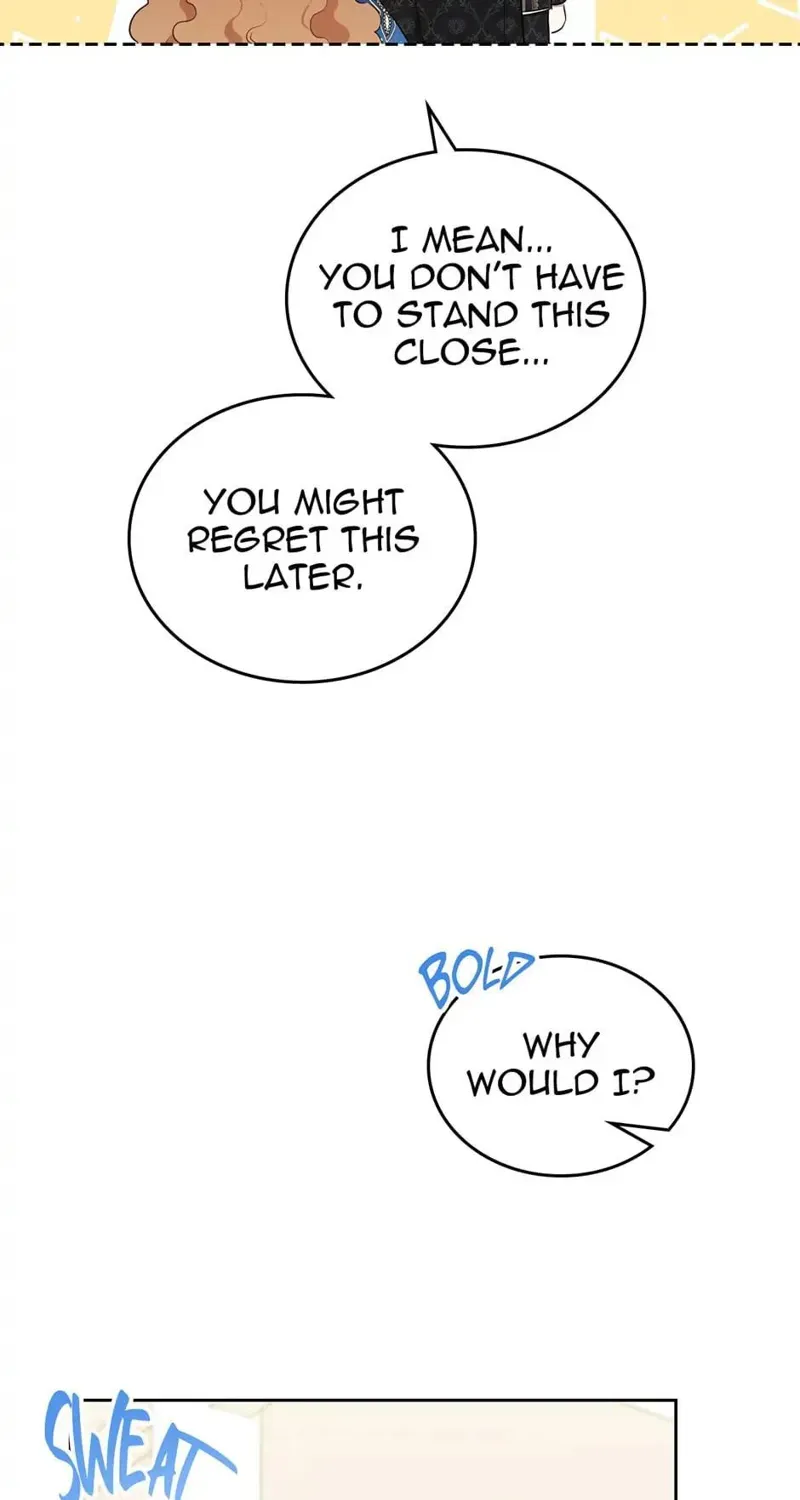 I MEAN...
YOU DON'T HAVE
TO STAND THIS
CLOSE...
YOU MIGHT
REGRET THIS
LATER.
BOLD
WHY
WOULD I?
SWEAT